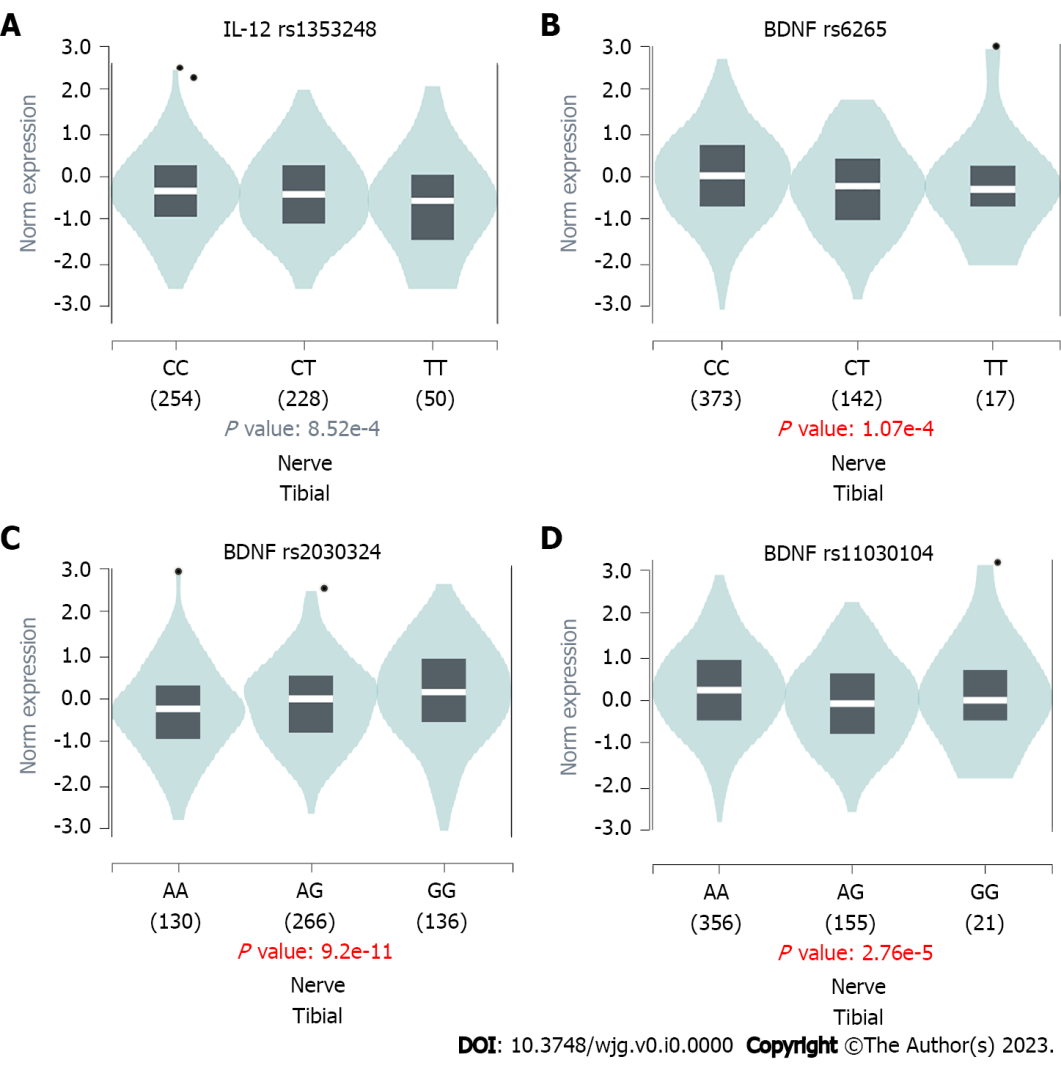 A
IL-12 rs1353248
Norm expression
3.0
2.0
1.0
0.0
-1.0
-2.0
-3.0
CC CT TT
(254) (228) (50)
P value: 8.52e-4
Nerve
Tibial
B
BDNF rs6265
Norm expression
3.0
2.0
1.0
0.0
-1.0
-2.0
-3.0
CC CT TT
(373) (142) (17)
P value: 1.07e-4
Nerve
Tibial
C
BDNF rs2030324
Norm expression
3.0
2.0
1.0
0.0
-1.0
-2.0
-3.0
AA AG GG
(130) (266) (136)
P value: 9.2e-11
Nerve
Tibial
D
BDNF rs11030104
Norm expression
3.0
2.0
1.0
0.0
-1.0
-2.0
-3.0
AA AG GG
(356) (155) (21)
P value: 2.76e-5
Nerve
Tibial
DOI: 10.3748/wjg.v0.i0.0000 Copyright ©The Author(s) 2023.